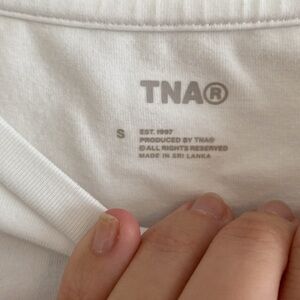 TNA®
S
EST. 1997
PRODUCED BY TNA®
©ALL RIGHTS RESERVED
MADE IN SRI LANKA